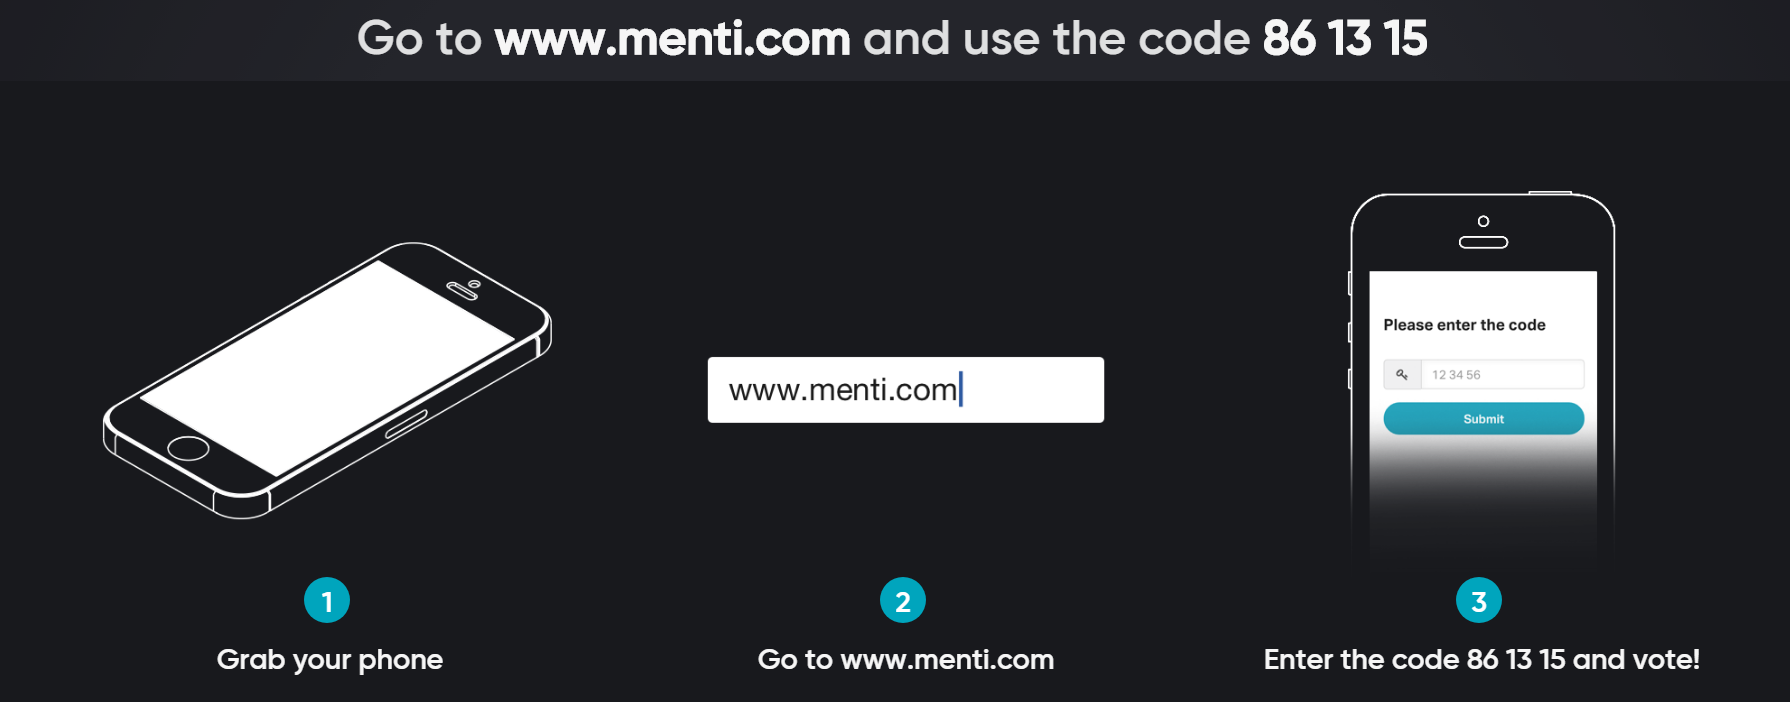 Go to www.menti.com and use the code 86 13 15
www.menti.com
Please enter the code
12 34 56
Submit
1
Grab your phone
2
Go to www.menti.com
3
Enter the code 86 13 15 and vote!